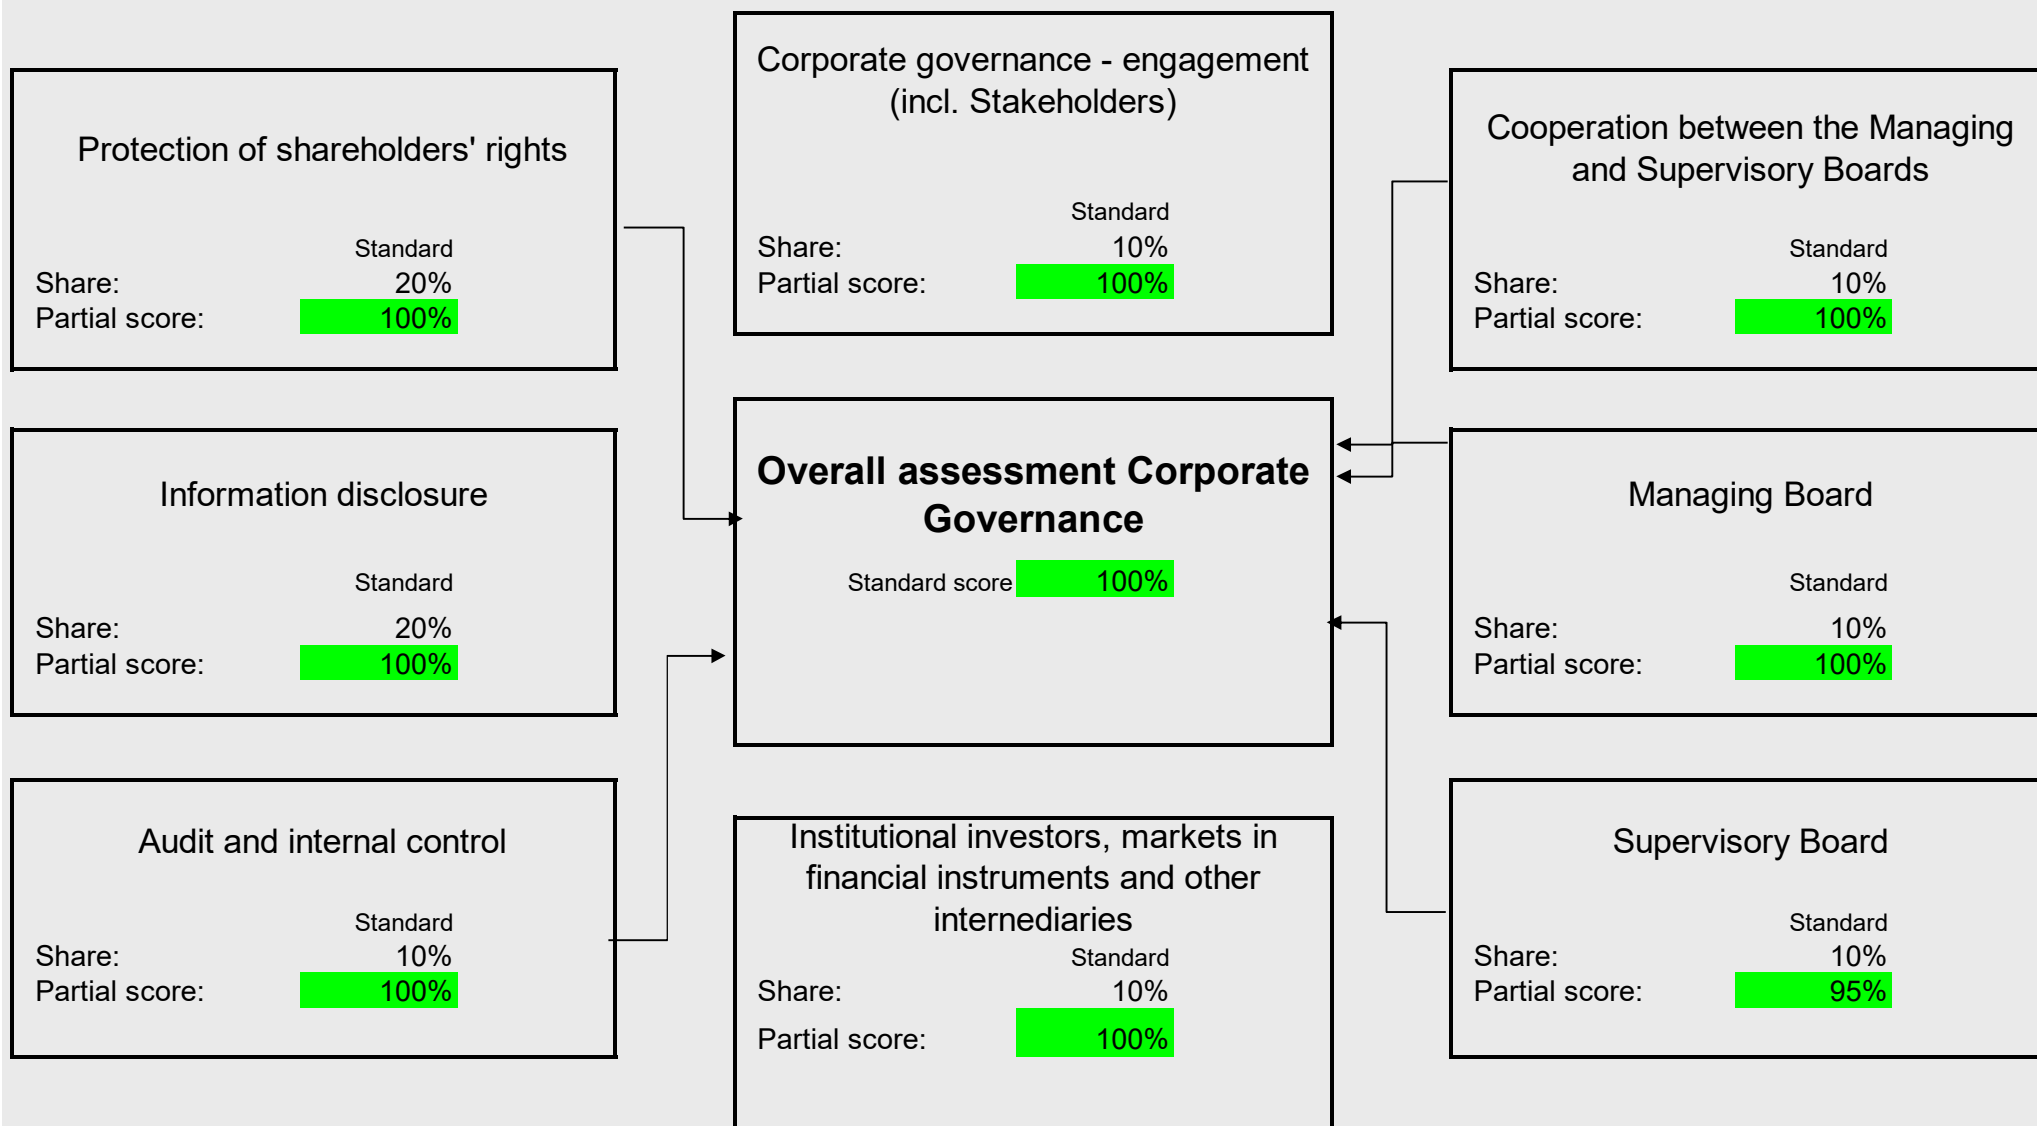 Protection of shareholders' rights
Standard
Share: 20%
Partial score: 100%
Corporate governance - engagement
(incl. Stakeholders)
Standard
Share: 10%
Partial score: 100%
Cooperation between the Managing
and Supervisory Boards
Standard
Share: 10%
Partial score: 100%
Information disclosure
Standard
Share: 20%
Partial score: 100%
Overall assessment Corporate
Governance
Standard score 100%
Managing Board
Standard
Share: 10%
Partial score: 100%
Audit and internal control
Standard
Share: 10%
Partial score: 100%
Institutional investors, markets in
financial instruments and other
internediaries
Standard
Share: 10%
Partial score: 100%
Supervisory Board
Standard
Share: 10%
Partial score: 95%